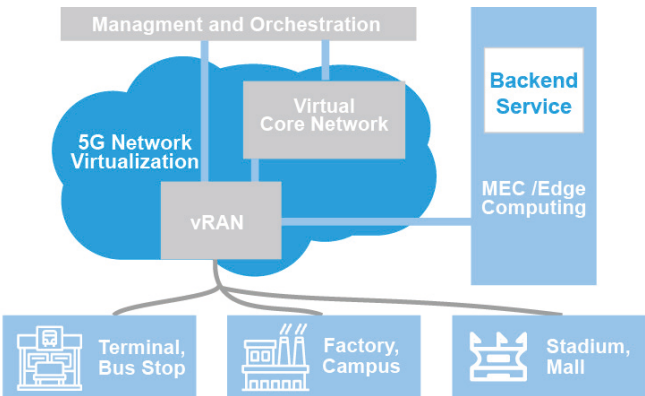 Managment and Orchestration
Backend
Service
Virtual
Core Network
5G Network
Virtualization
MEC /Edge
Computing
vRAN
Terminal,
Bus Stop
Factory,
Campus
Stadium,
Mall